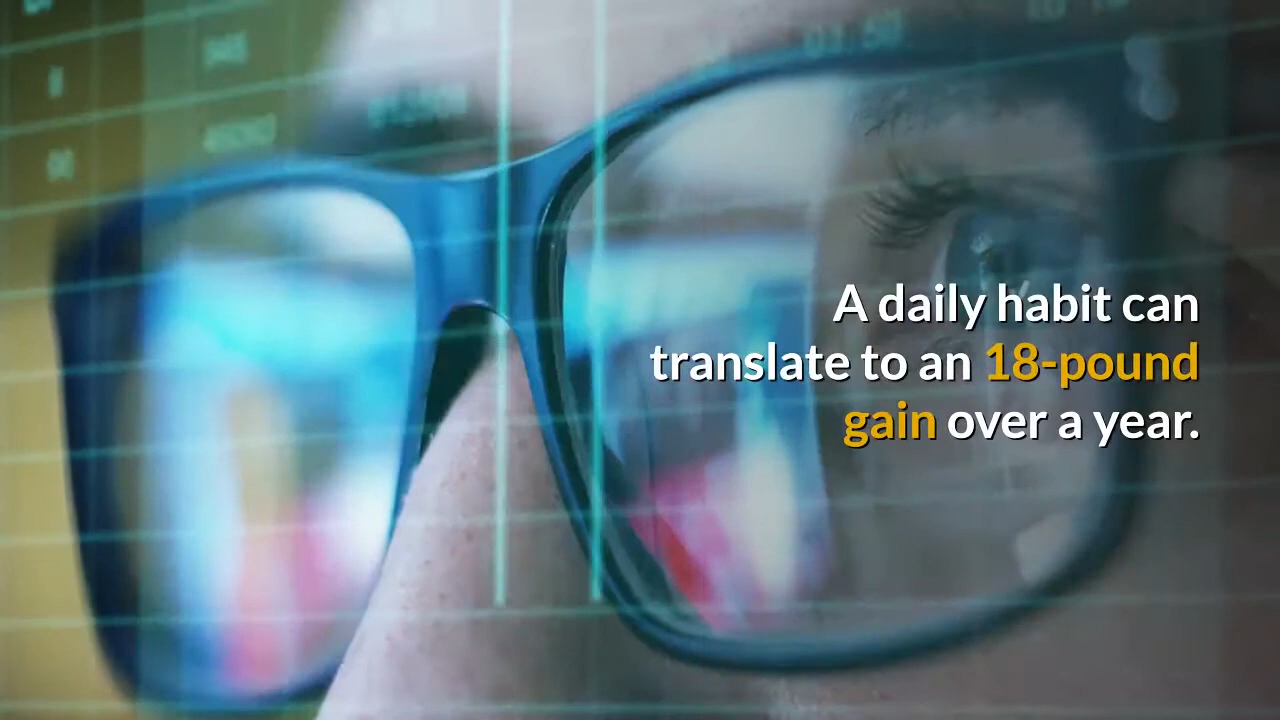 A daily habit can
translate to an 18-pound
gain over a year.